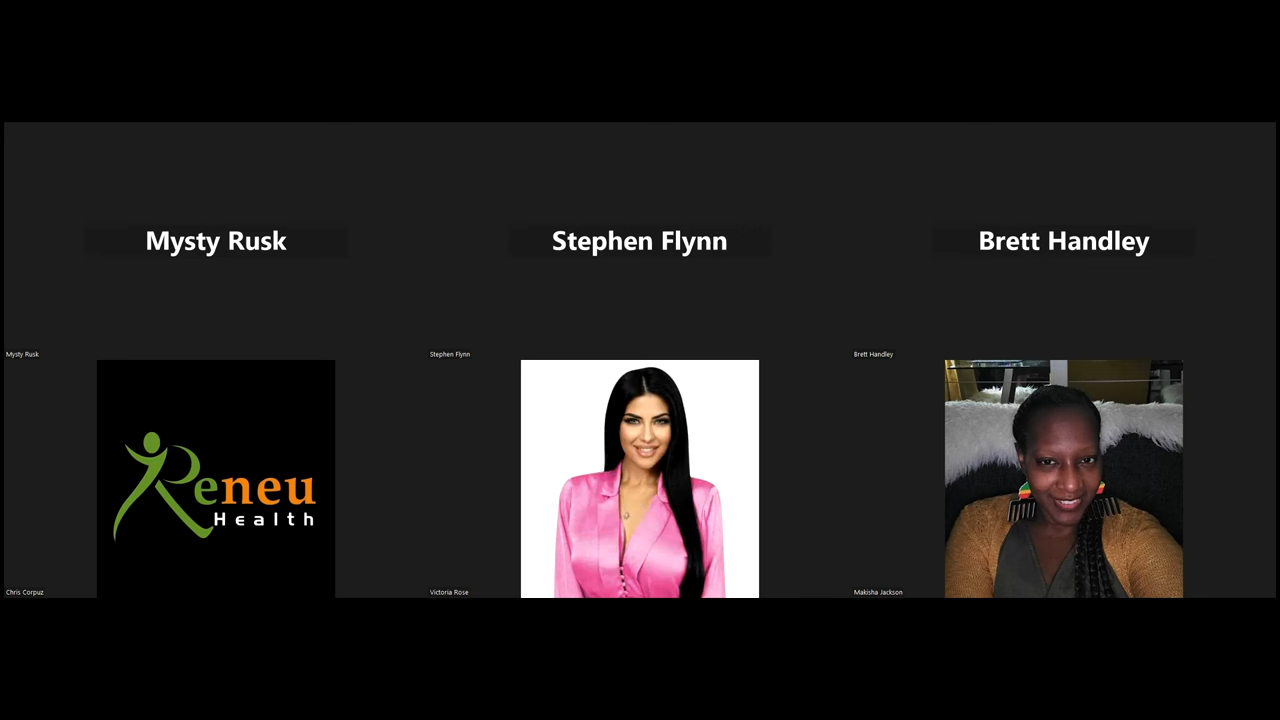 Mysty Rusk
Stephen Flynn
Brett Handley
Mysty Rusk
Stephen Flynn
Brett Handley
Reneu
Health
Chris Corpuz
Victoria Rose
Makisha Jackson